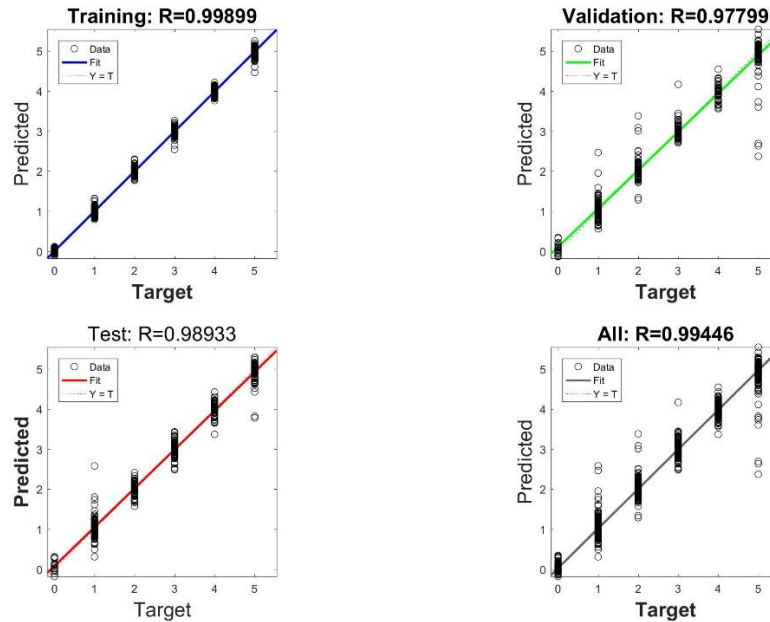 Training: R=0.99899
Data
Fit
Y = T
Predicted
5
4
3
2
1
0
0 1 2 3 4 5
Target
Validation: R=0.97799
Data
Fit
Y = T
Predicted
5
4
3
2
1
0
0 1 2 3 4 5
Target
Test: R=0.98933
Data
Fit
Y = T
Predicted
5
4
3
2
1
0
0 1 2 3 4 5
Target
All: R=0.99446
Data
Fit
Y = T
Predicted
5
4
3
2
1
0
0 1 2 3 4 5
Target